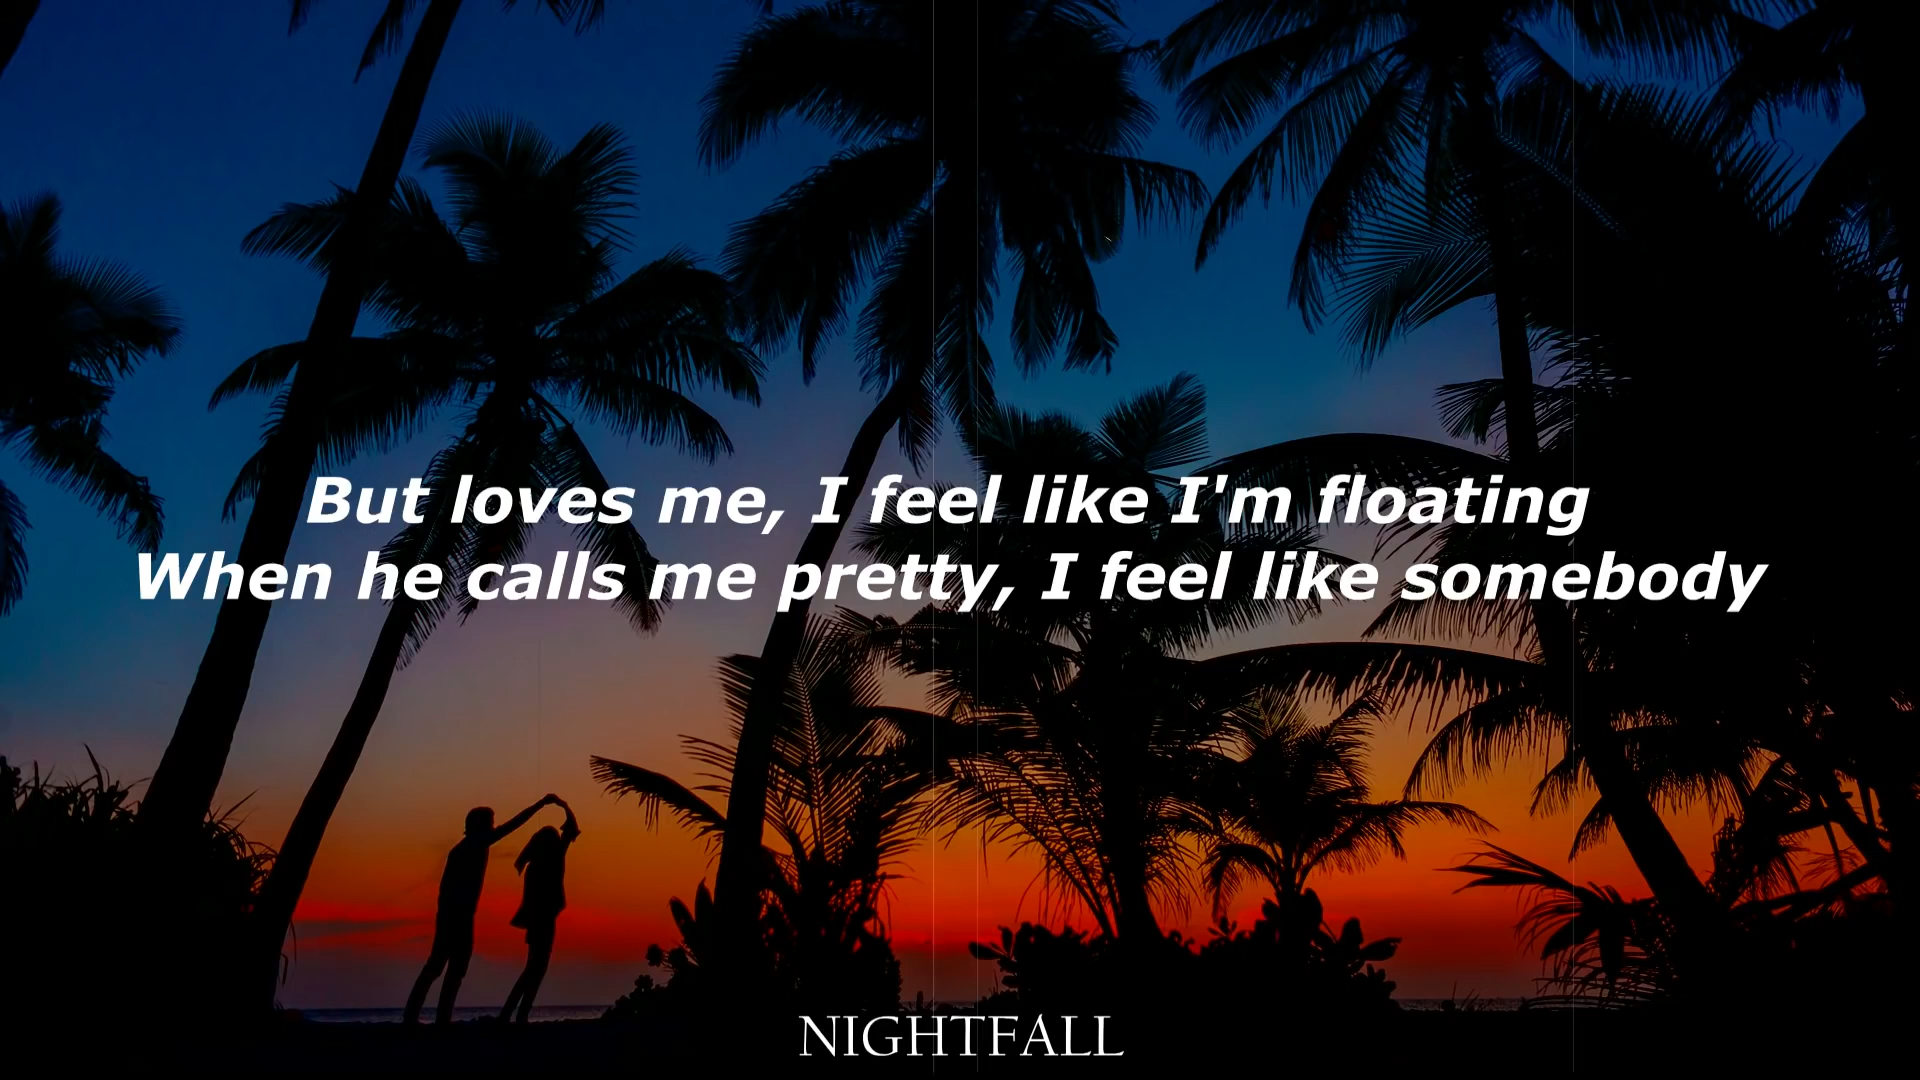 But loves me, I feel like I'm floating
When he calls me pretty, I feel like somebody
NIGHTFALL